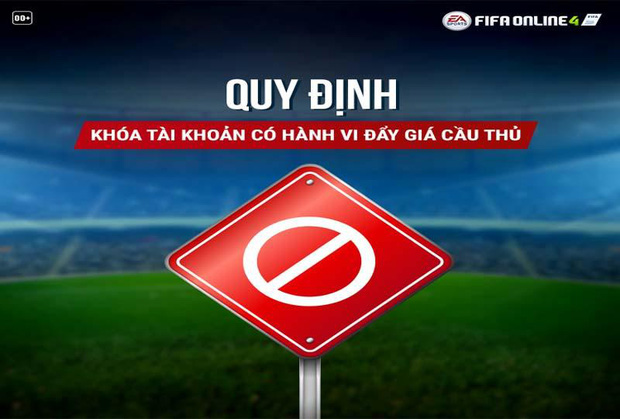 00+
EA SPORTS FIFA ONLINE 4
QUY ĐỊNH
KHÓA TÀI KHOẢN CÓ HÀNH VI ĐẨY GIÁ CẦU THỦ